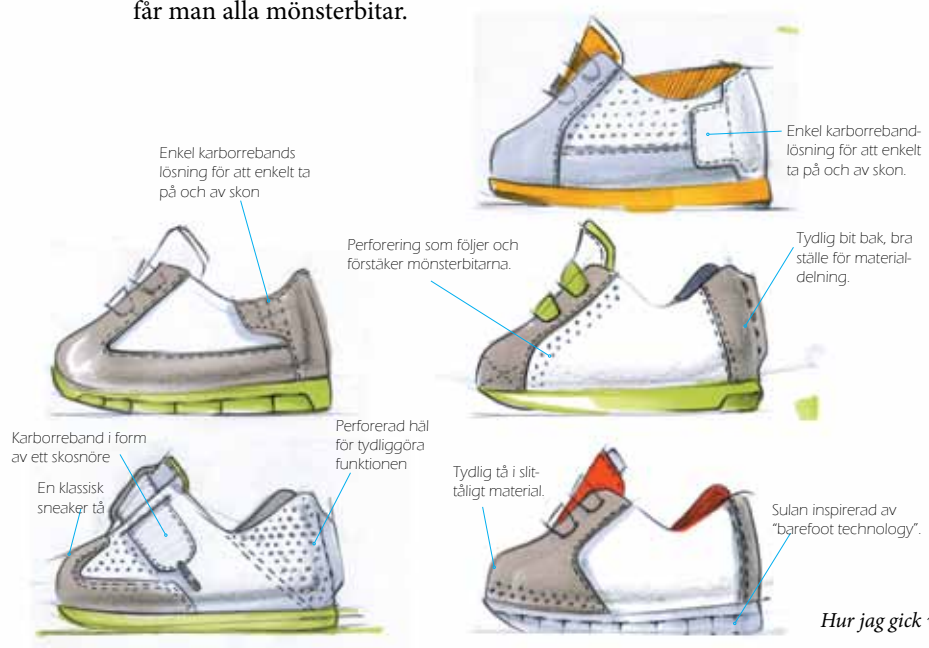 får man alla mönsterbitar.
Enkel karborreband-
lösning för att enkelt
ta på och av skon.
Enkel karborrebands
lösning för att enkelt ta
på och av skon
Perforering som följer och
förstäker mönsterbitarna.
Tydlig bit bak, bra
ställe för material-
delning.
Karborreband i form
av ett skosnöre
En klassisk
sneaker tå
Perforerad häl
för tydliggöra
funktionen
Tydlig tå i slit-
tåligt material.
Sulan inspirerad av
"barefoot technology".
Hur jag gick